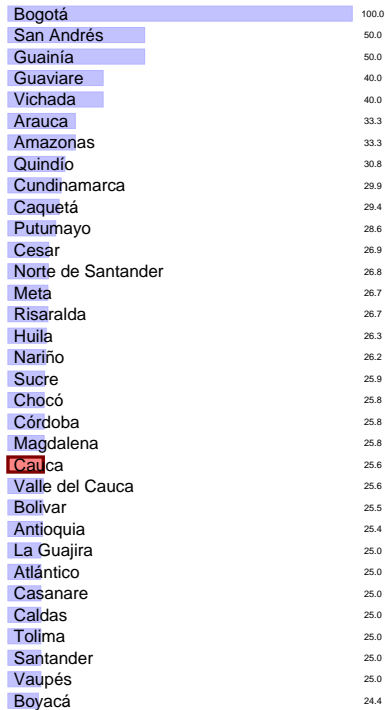 Bogotá 100.0
San Andrés 50.0
Guainía 50.0
Guaviare 40.0
Vichada 40.0
Arauca 33.3
Amazonas 33.3
Quindío 30.8
Cundinamarca 29.9
Caquetá 29.4
Putumayo 28.6
Cesar 26.9
Norte de Santander 26.8
Meta 26.7
Risaralda 26.7
Huila 26.3
Nariño 26.2
Sucre 25.9
Chocó 25.8
Córdoba 25.8
Magdalena 25.8
Cauca 25.6
Valle del Cauca 25.6
Bolivar 25.5
Antioquia 25.4
La Guajira 25.0
Atlántico 25.0
Casanare 25.0
Caldas 25.0
Tolima 25.0
Santander 25.0
Vaupés 25.0
Boyacá 24.4